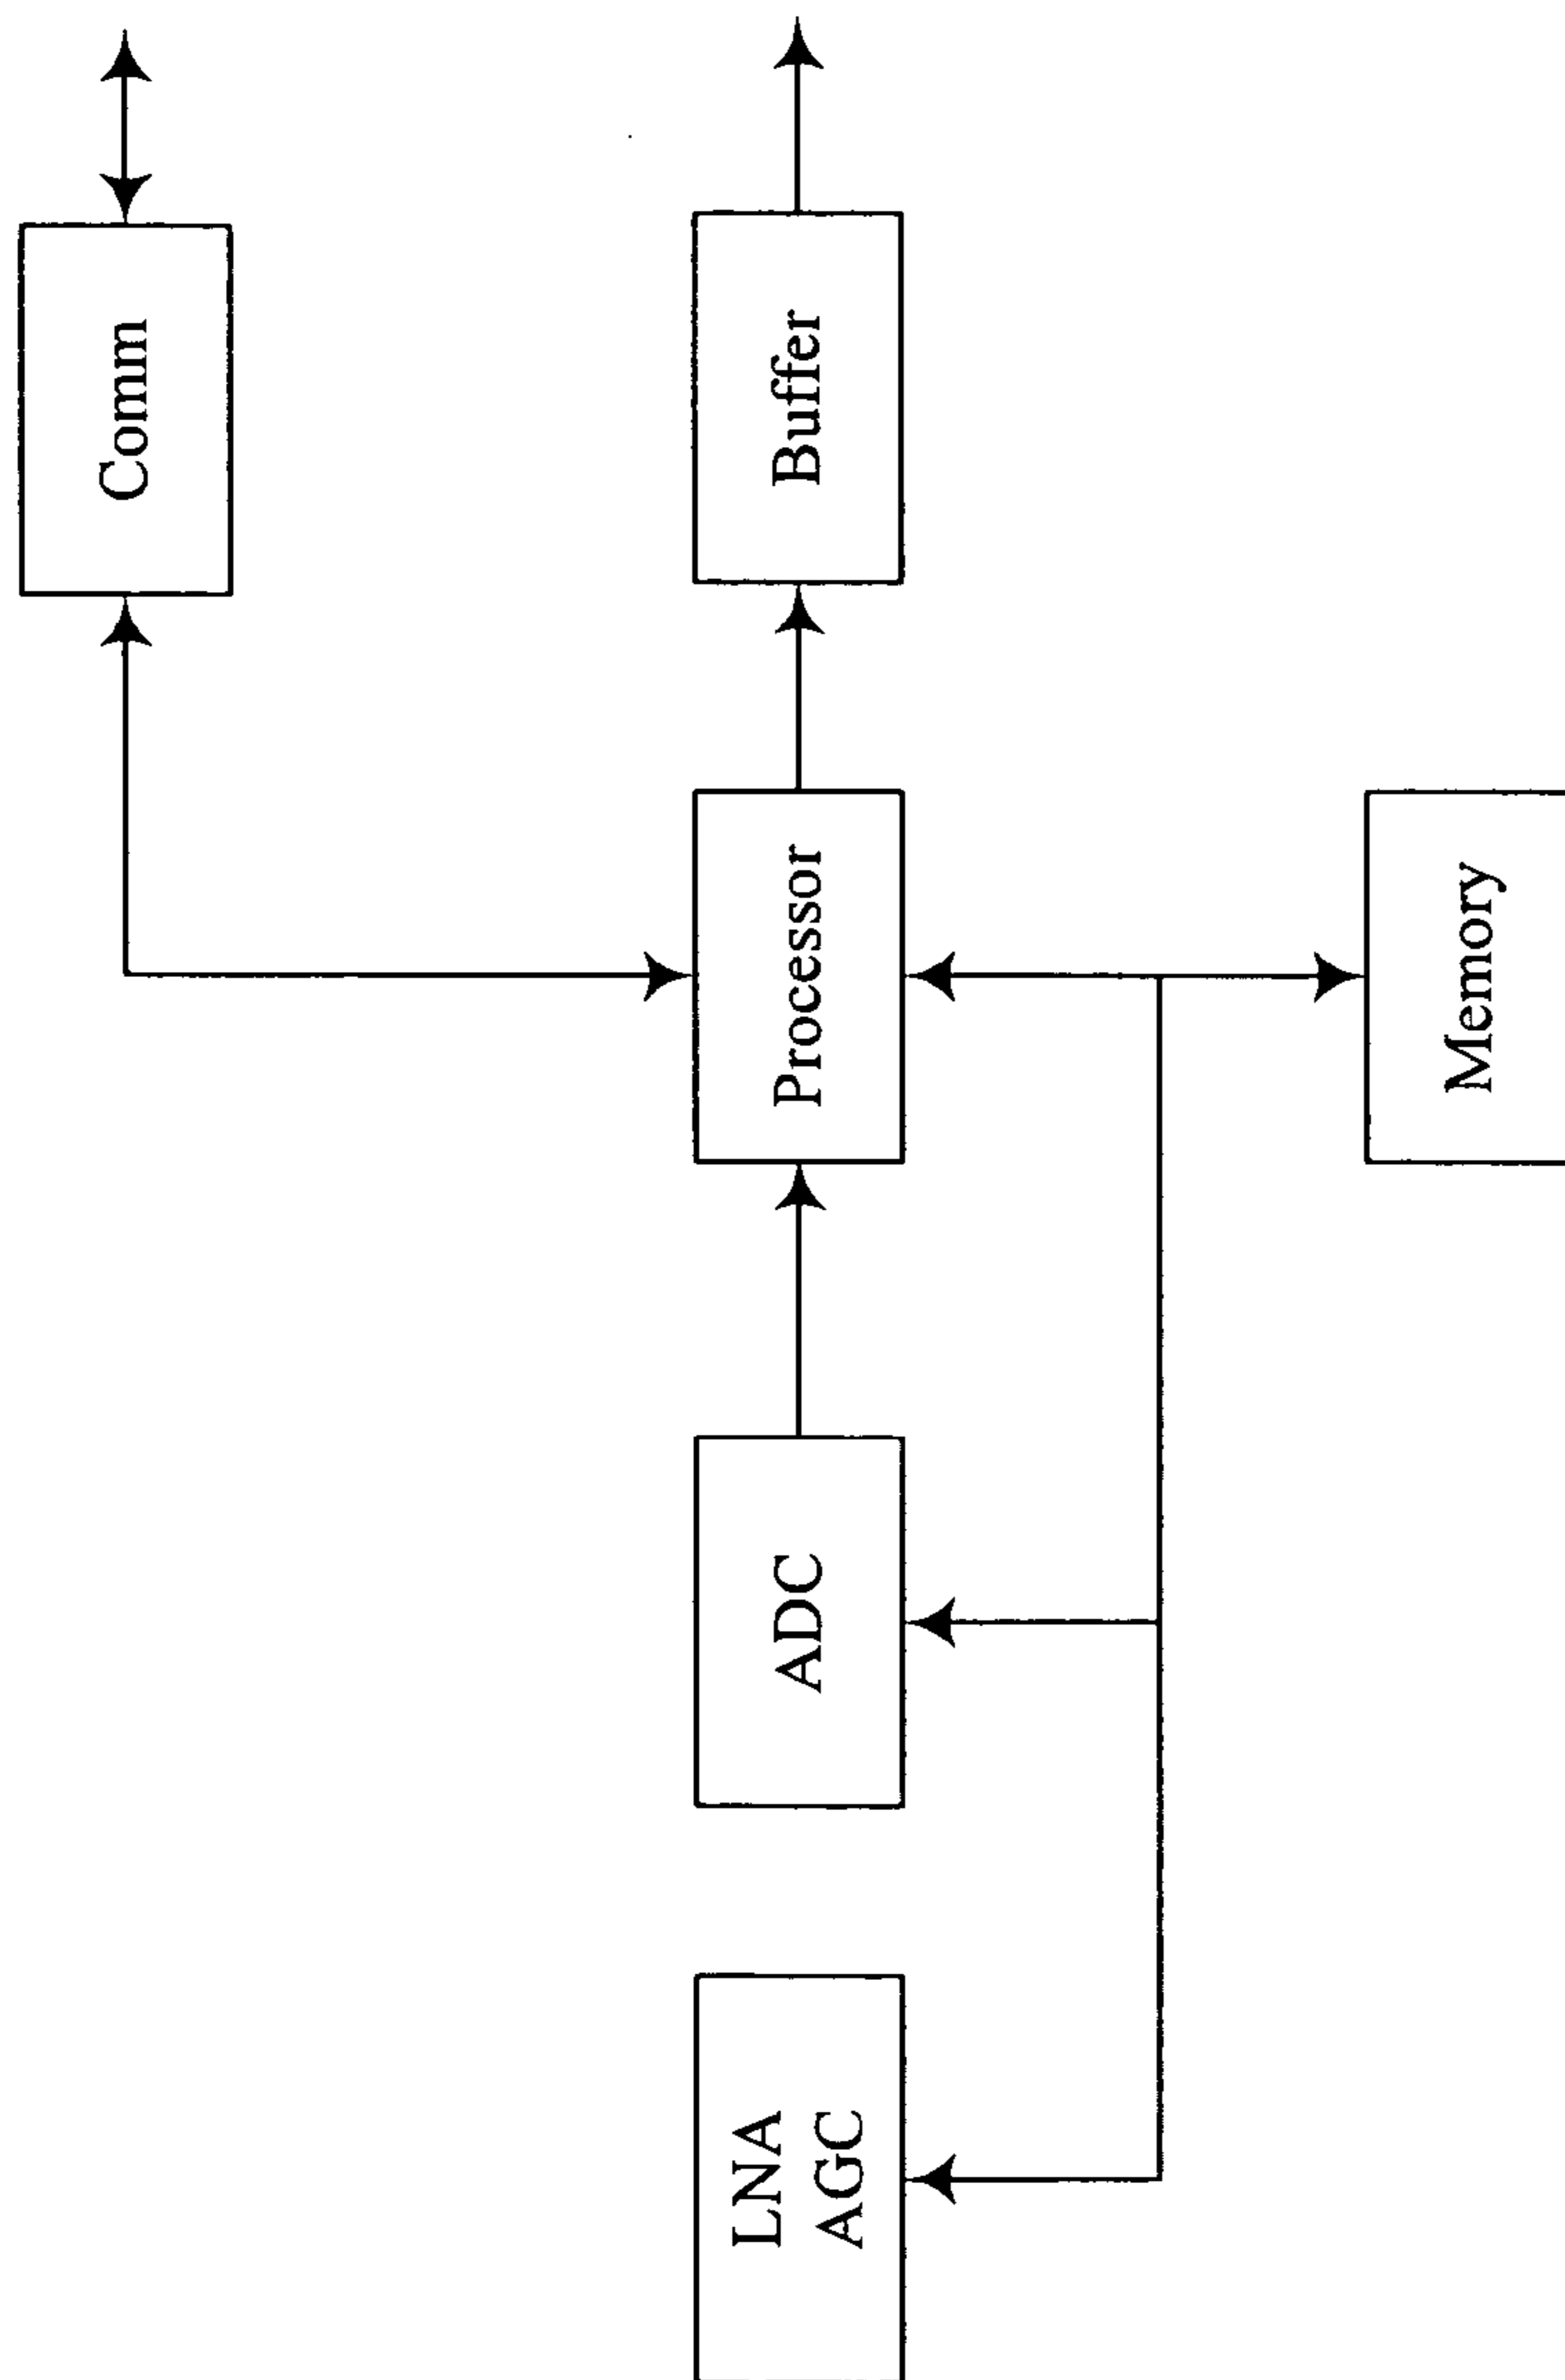 Comm
LNA
AGC
ADC
Processor
Buffer
Memory